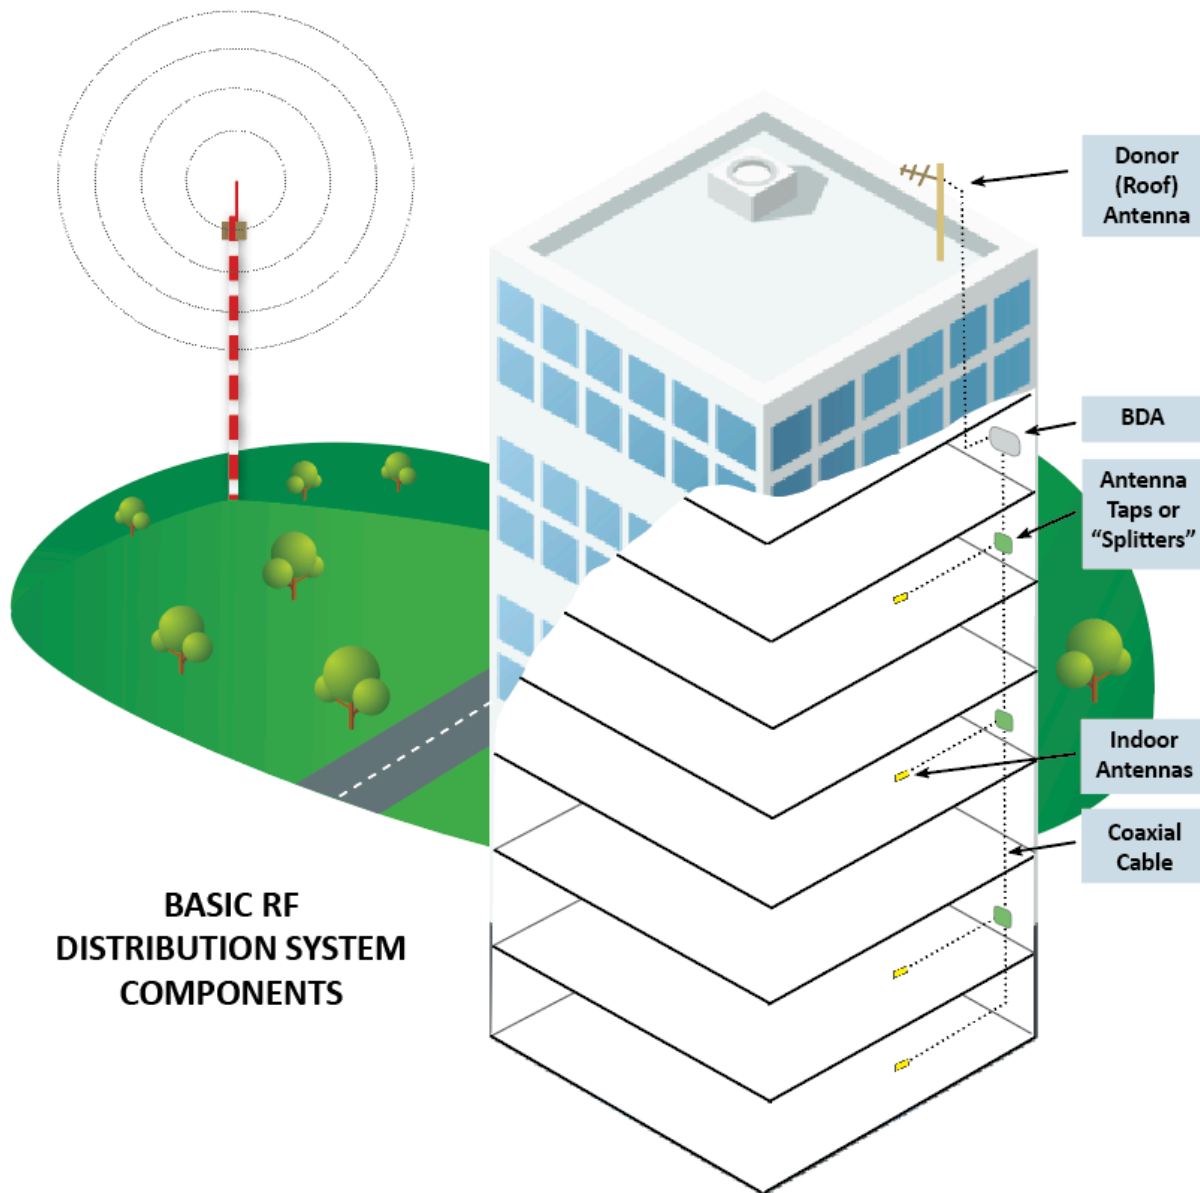 Donor
(Roof)
Antenna
BDA
Antenna
Taps or
“Splitters”
Indoor
Antennas
Coaxial
Cable
BASIC RF
DISTRIBUTION SYSTEM
COMPONENTS